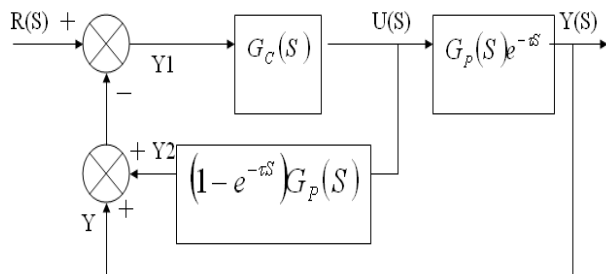 R(S) + U(S) Y(S)
Y1 G_C(S) G_P(S)e^{-τS}
−
+ Y2 (1 − e^{-τS})G_P(S)
Y +